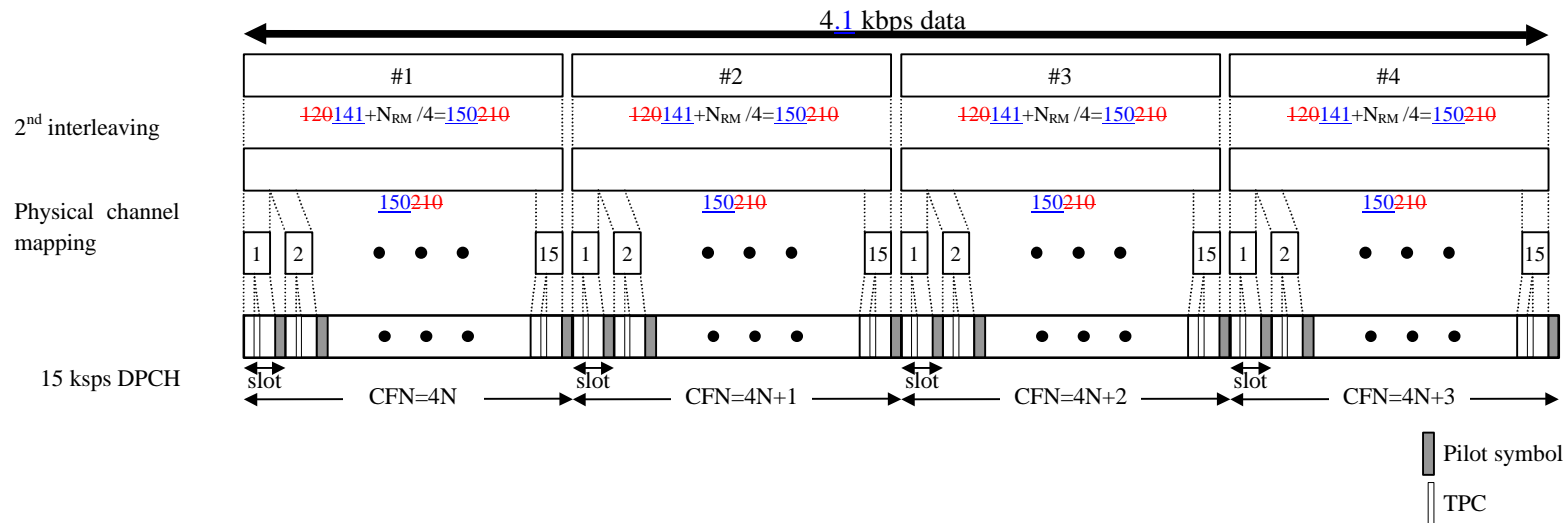 4.1 kbps data
#1 #2 #3 #4
2nd interleaving
120141+NRM /4=150210 120141+NRM /4=150210 120141+NRM /4=150210 120141+NRM /4=150210
Physical channel
mapping
150210 150210 150210 150210
1 2 • • • 15 1 2 • • • 15 1 2 • • • 15 1 2 • • • 15
• • • • • • • • • • • •
15 ksps DPCH
slot slot slot slot
CFN=4N CFN=4N+1 CFN=4N+2 CFN=4N+3
Pilot symbol
TPC